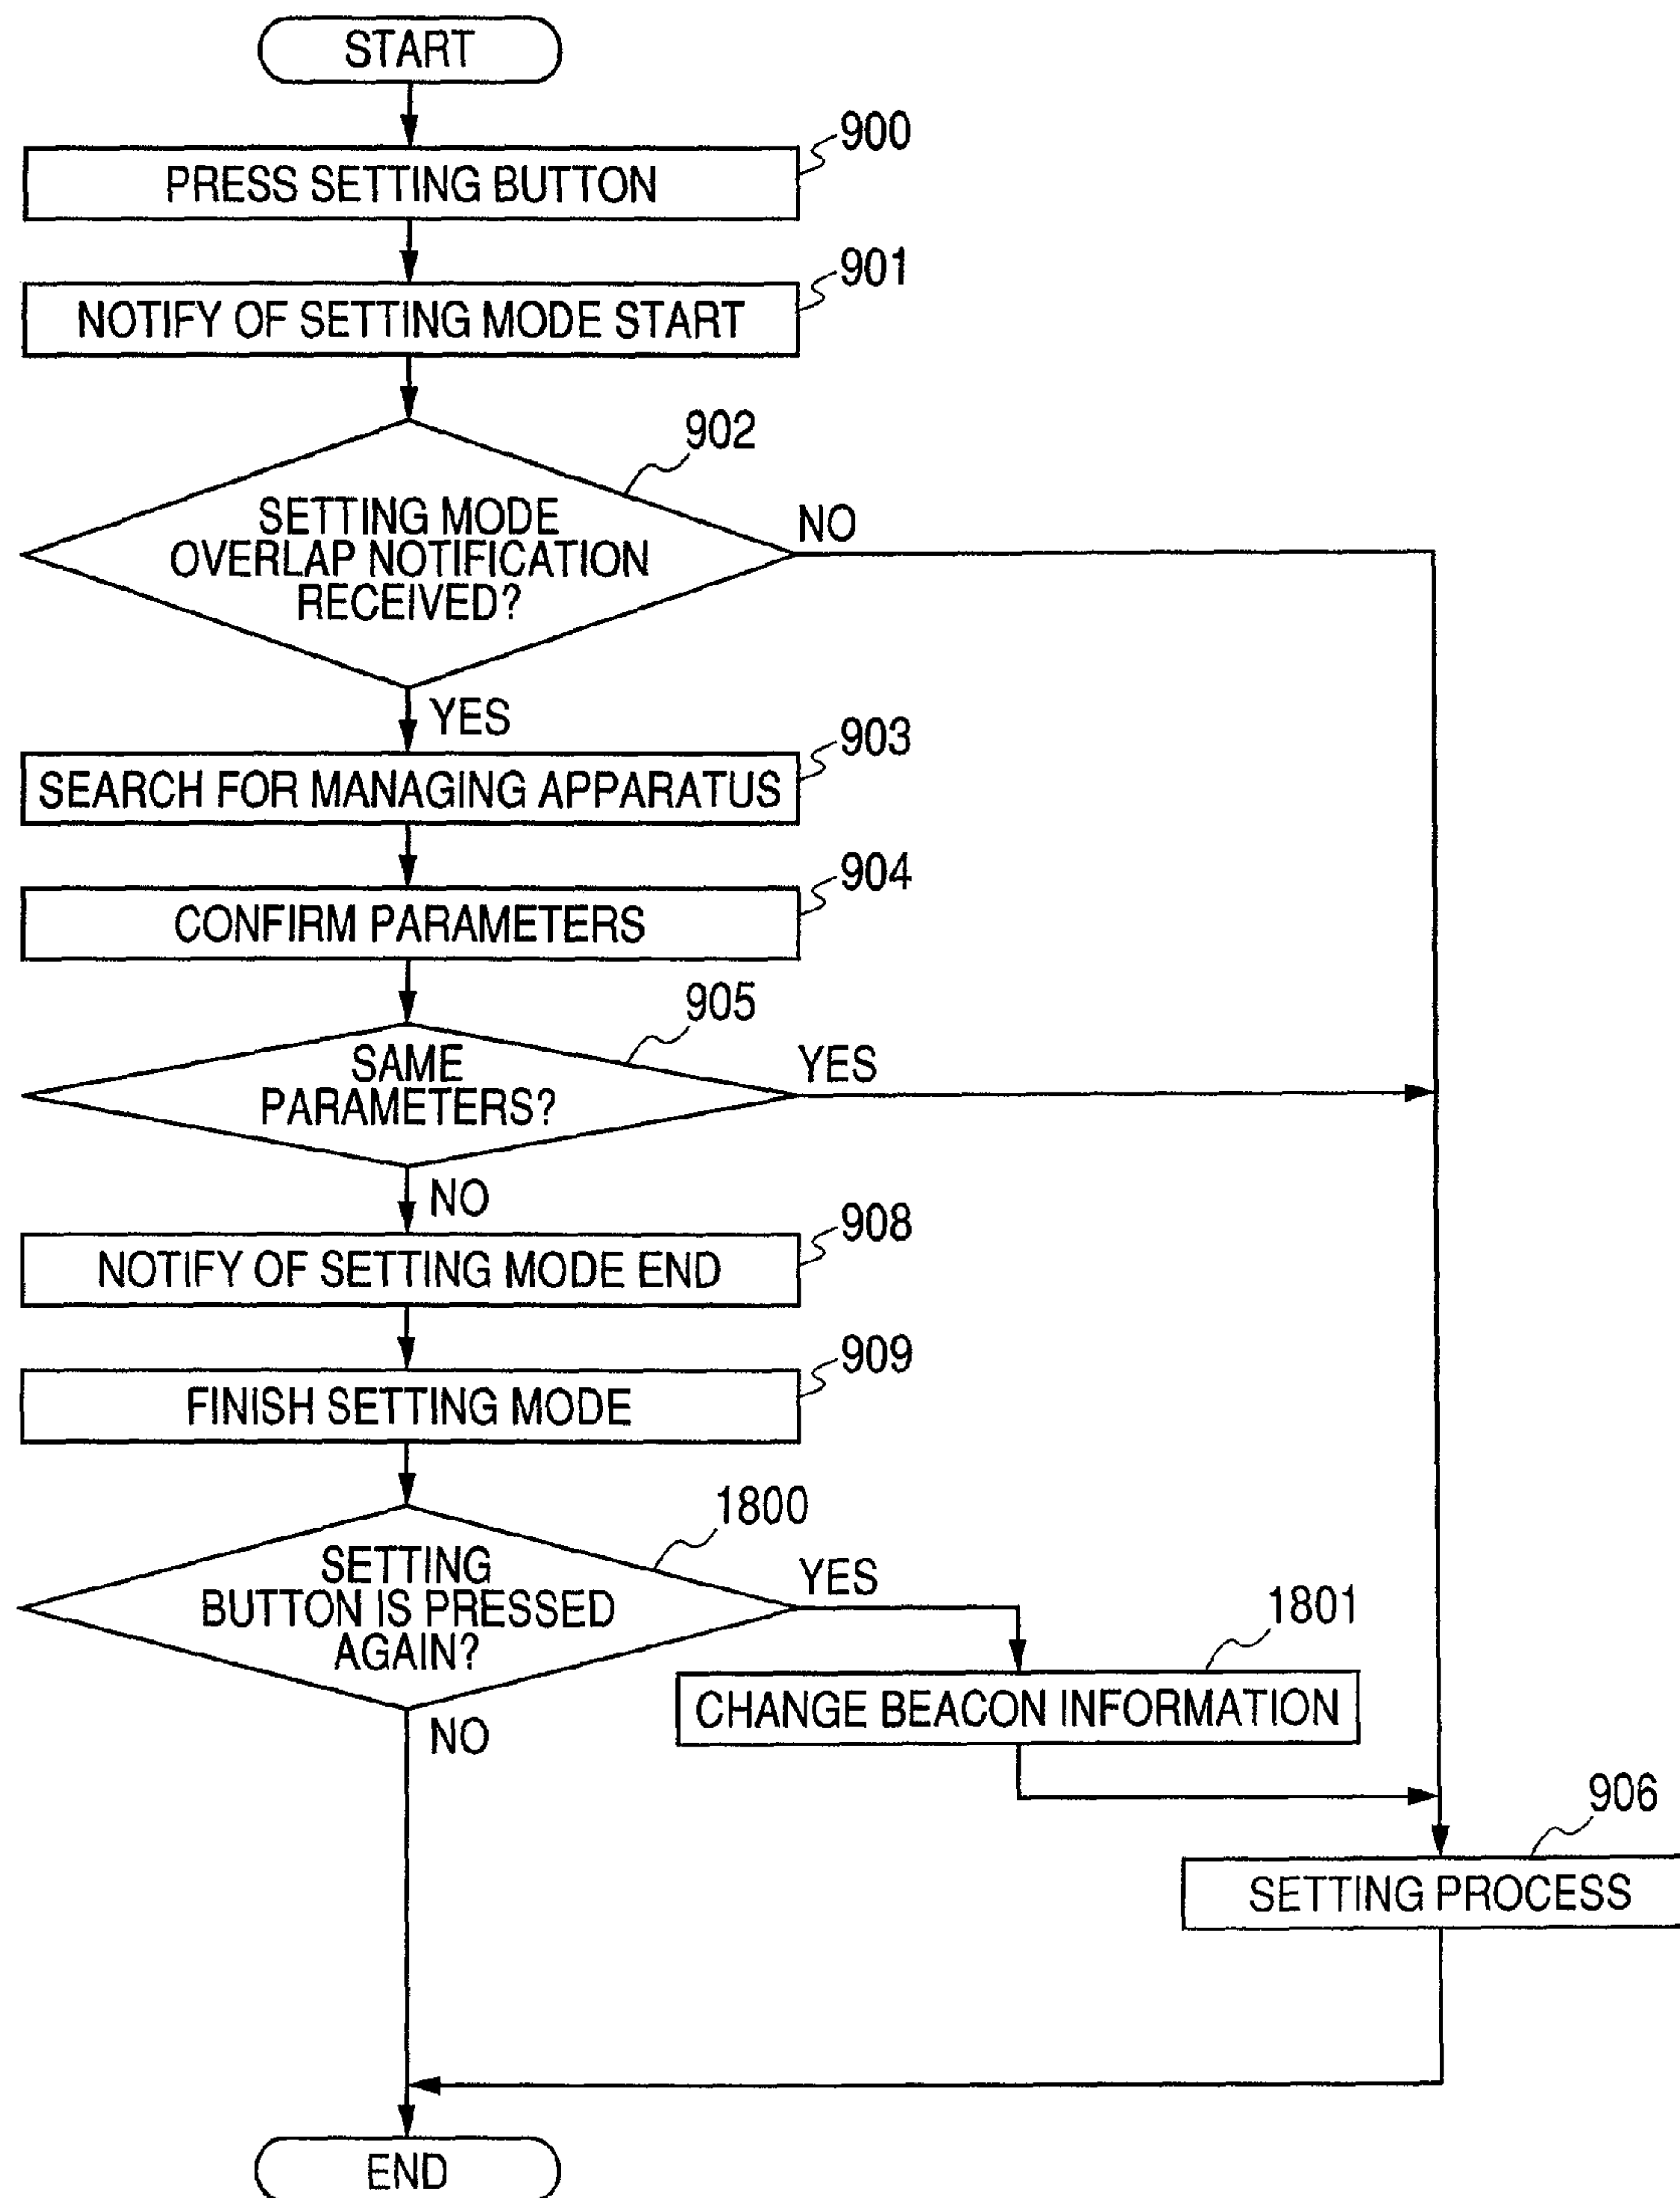 START
900
PRESS SETTING BUTTON
901
NOTIFY OF SETTING MODE START
902
SETTING MODE
OVERLAP NOTIFICATION
RECEIVED?
NO
YES
903
SEARCH FOR MANAGING APPARATUS
904
CONFIRM PARAMETERS
905
SAME
PARAMETERS?
YES
NO
908
NOTIFY OF SETTING MODE END
909
FINISH SETTING MODE
1800
SETTING
BUTTON IS PRESSED
AGAIN?
YES
NO
1801
CHANGE BEACON INFORMATION
906
SETTING PROCESS
END